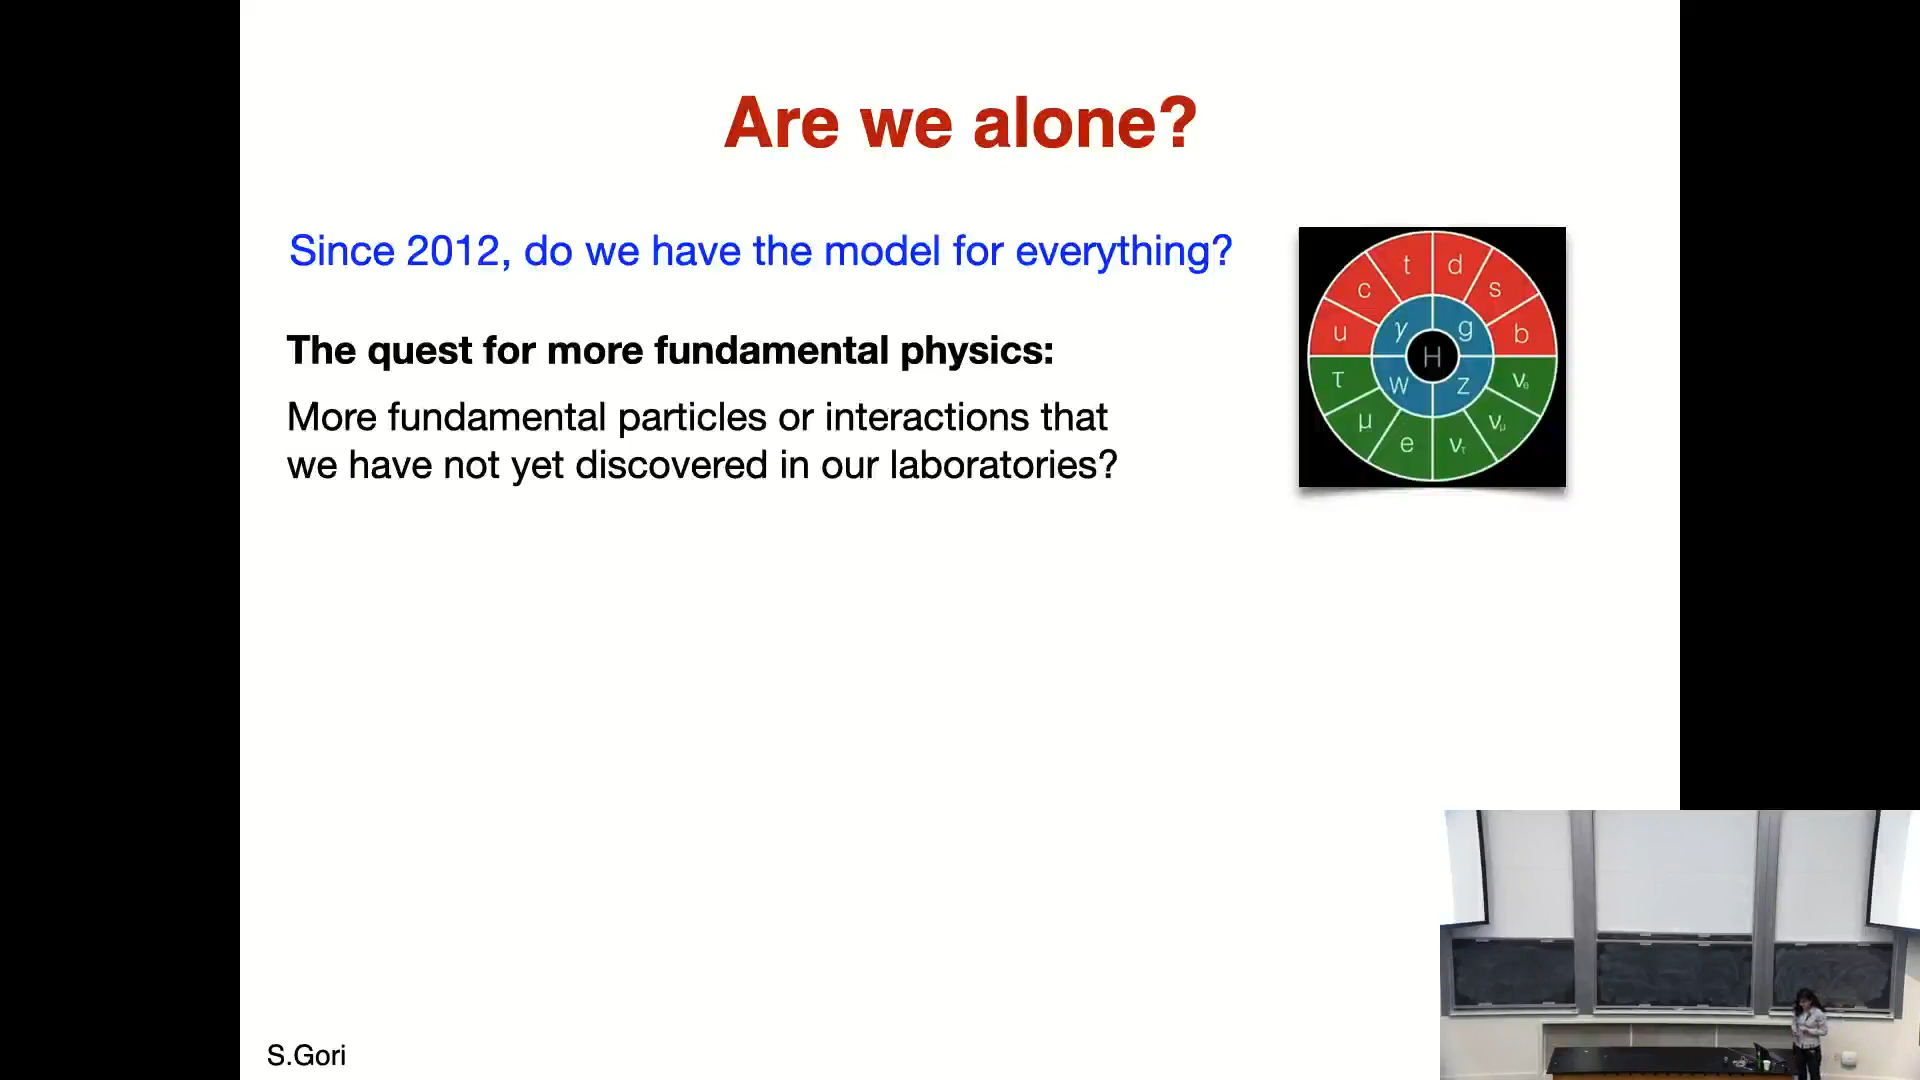 Are we alone?
Since 2012, do we have the model for everything?
The quest for more fundamental physics:
More fundamental particles or interactions that
we have not yet discovered in our laboratories?
t d
c s
u γ g b
H
τ W Z νe
μ νμ
e ντ
S.Gori